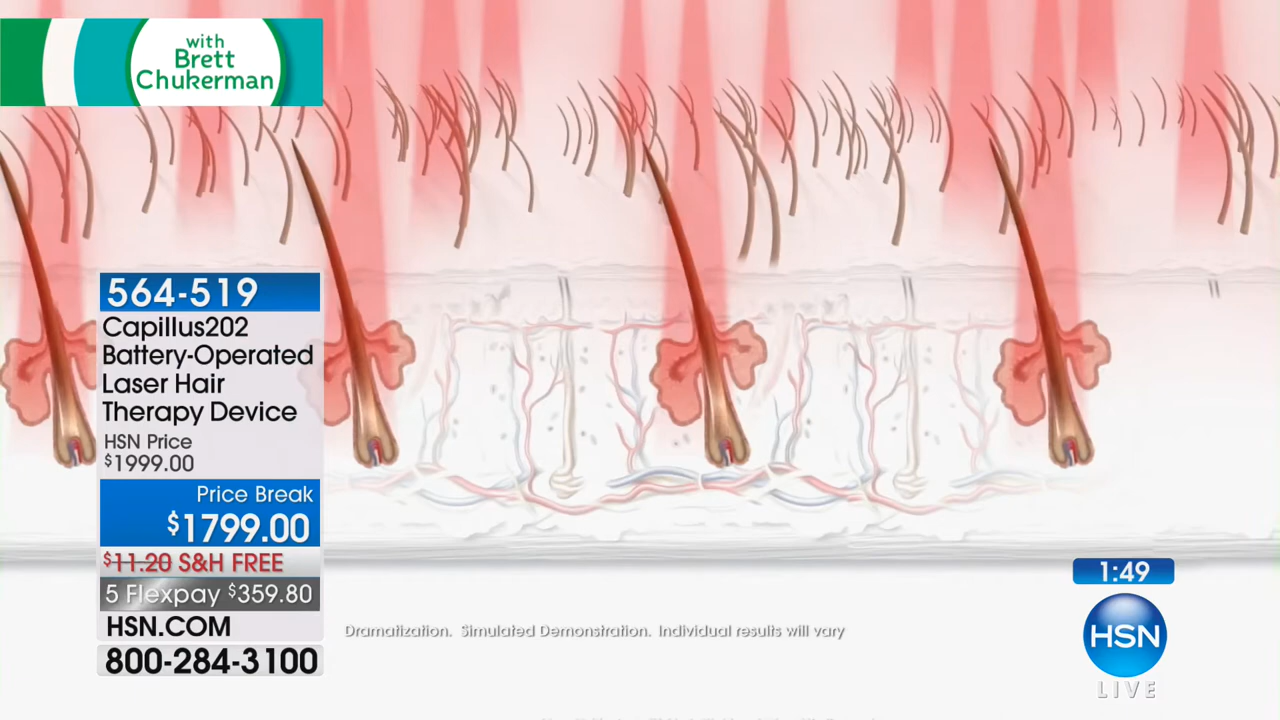 with
Brett
Chukerman
564-519
Capillus202
Battery-Operated
Laser Hair
Therapy Device
HSN Price
$1999.00
Price Break
$1799.00
$11.20 S&H FREE
5 Flexpay $359.80
HSN.COM
800-284-3100
Dramatization. Simulated Demonstration. Individual results will vary
1:49
HSN
LIVE